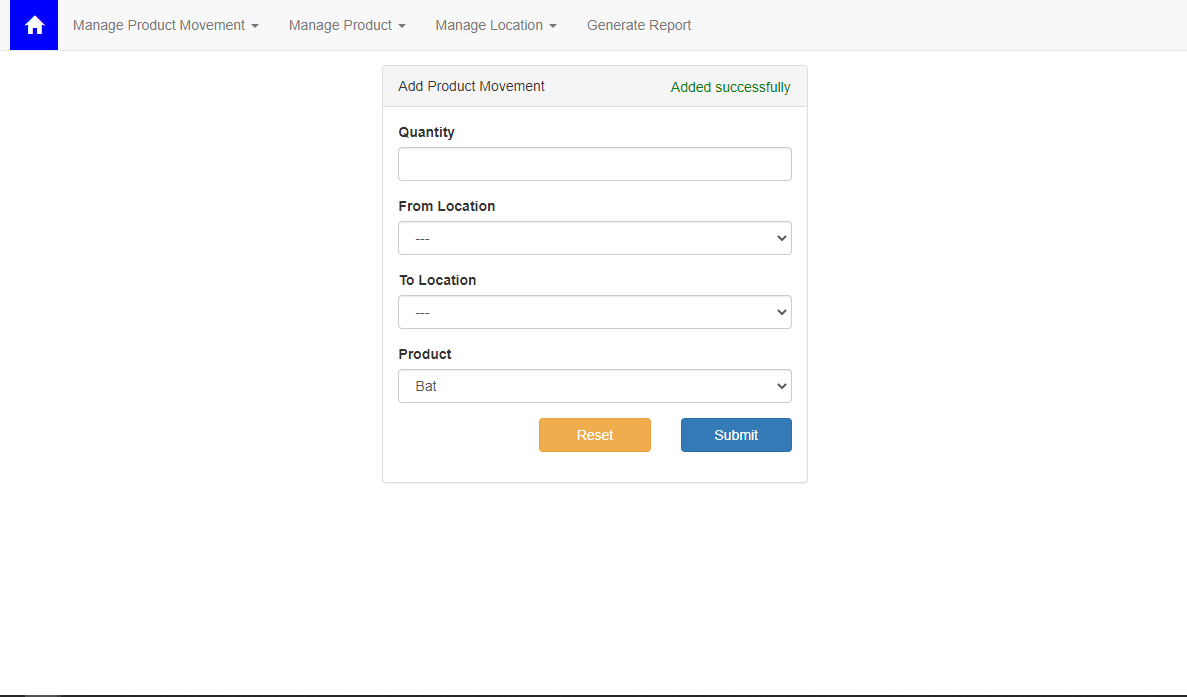 Manage Product Movement Manage Product Manage Location Generate Report
Add Product Movement Added successfully
Quantity
From Location
---
To Location
---
Product
Bat
Reset Submit